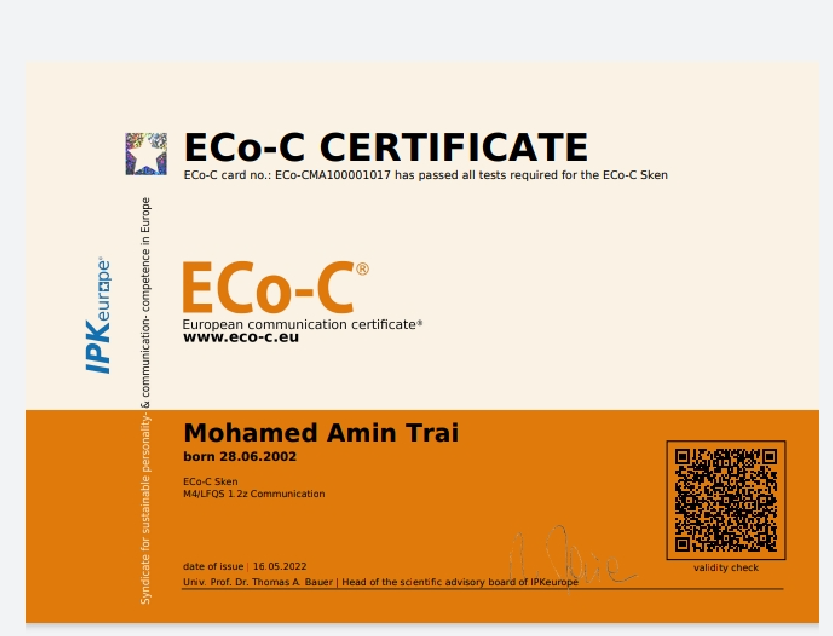 ECo-C CERTIFICATE
ECo-C card no.: ECo-CMA100001017 has passed all tests required for the ECo-C Sken
IPKeurope®
Syndicate for sustainable personality- & communication- competence in Europe
ECo-C®
European communication certificate®
www.eco-c.eu
Mohamed Amin Trai
born 28.06.2002
ECo-C Sken
M4/LFQS 1.2z Communication
date of issue | 16.05.2022
Univ. Prof. Dr. Thomas A. Bauer | Head of the scientific advisory board of IPKeurope
validity check